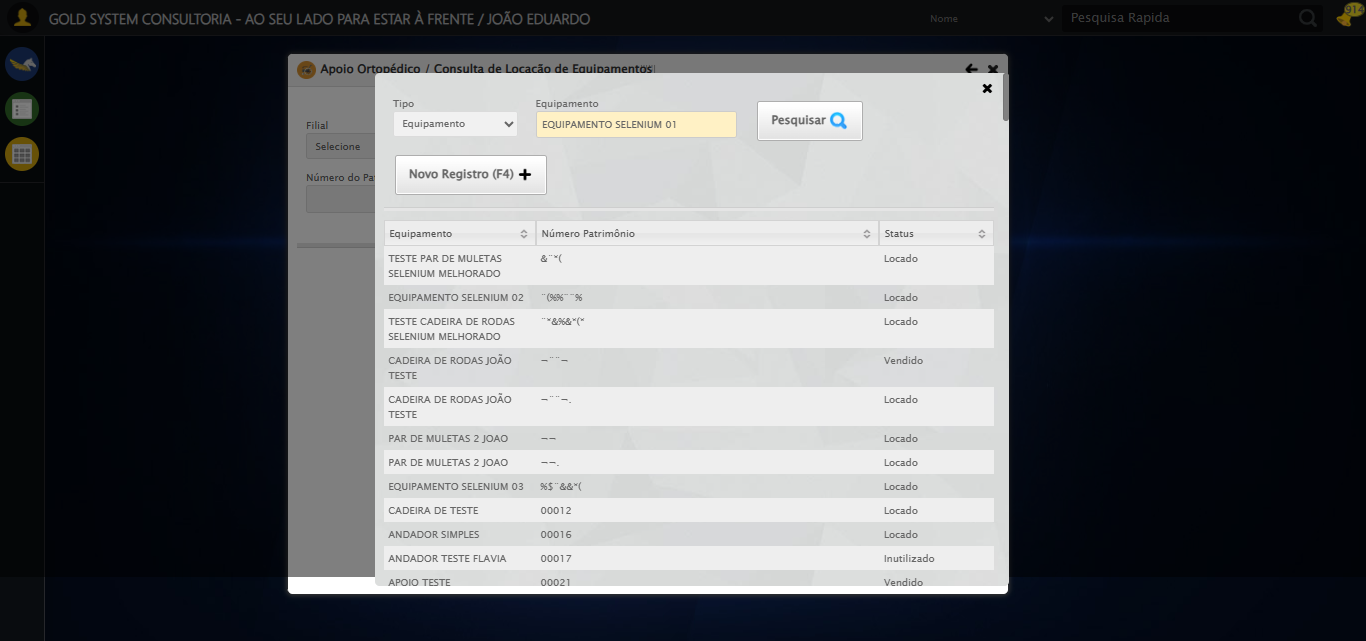 GOLD SYSTEM CONSULTORIA - AO SEU LADO PARA ESTAR À FRENTE / JOÃO EDUARDO
Nome
Pesquisa Rapida
914
Apoio Ortopédico / Consulta de Locação de Equipamentos
Tipo
Equipamento
Equipamento
EQUIPAMENTO SELENIUM 01
Pesquisar
Filial
Selecione
Número do Pat
Novo Registro (F4)
Equipamento Número Patrimônio Status
TESTE PAR DE MULETAS &¨*( Locado
SELENIUM MELHORADO
EQUIPAMENTO SELENIUM 02 ¨(%%¨¨% Locado
TESTE CADEIRA DE RODAS ¨*&%&*(* Locado
SELENIUM MELHORADO
CADEIRA DE RODAS JOÃO ¬¨¨¬ Vendido
TESTE
CADEIRA DE RODAS JOÃO ¬¨¨¬. Locado
TESTE
PAR DE MULETAS 2 JOAO ¬¬ Locado
PAR DE MULETAS 2 JOAO ¬¬. Locado
EQUIPAMENTO SELENIUM 03 %$¨&&*( Locado
CADEIRA DE TESTE 00012 Locado
ANDADOR SIMPLES 00016 Locado
ANDADOR TESTE FLAVIA 00017 Inutilizado
APOIO TESTE 00021 Vendido